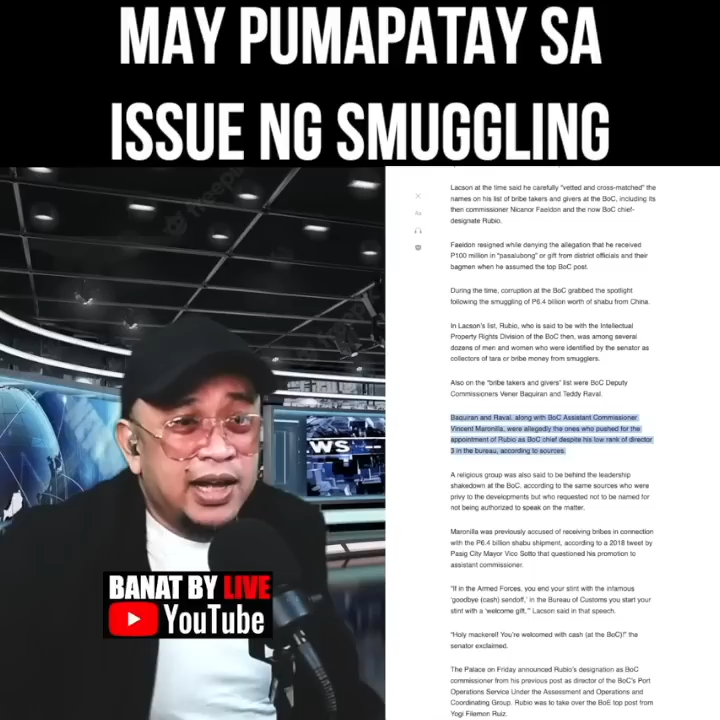 MAY PUMAPATAY SA
ISSUE NG SMUGGLING
Lacson at the time said he carefully "vetted and cross-matched" the
names on his list of bribe takers and givers at the BoC, including its
then commissioner Nicanor Faeldon and the now BoC chief-
designate Rubio.
Faeldon resigned while denying the allegation that he received
P100 million in "pasalubong" or gift from district officials and their
bagmen when he assumed the top BoC post.
During the time, corruption at the BoC grabbed the spotlight
following the smuggling of P6.4 billion worth of shabu from China.
In Lacson's list, Rubio, who is said to be with the Intellectual
Property Rights Division of the BoC then, was among several
dozens of men and women who were identified by the senator as
collectors of tara or bribe money from smugglers.
Also on the "bribe takers and givers" list were BoC Deputy
Commissioners Vener Baquiran and Teddy Raval.
Baquiran and Raval, along with BoC Assistant Commissioner
Vincent Maronilla, were allegedly the ones who pushed for the
appointment of Rubio as BoC chief despite his low rank of director
3 in the bureau, according to sources.
A religious group was also said to be behind the leadership
shakedown at the BoC, according to the same sources who were
privy to the developments but who requested not to be named for
not being authorized to speak on the matter.
Maronilla was previously accused of receiving bribes in connection
with the P6.4 billion shabu shipment, according to a 2018 tweet by
Pasig City Mayor Vico Sotto that questioned his promotion to
assistant commissioner.
"If in the Armed Forces, you end your stint with the infamous
'goodbye (cash) sendoff,' in the Bureau of Customs you start your
stint with a 'welcome gift,'" Lacson said in that speech.
"Holy mackerel! You're welcomed with cash (at the BoC)!" the
senator exclaimed.
The Palace on Friday announced Rubio's designation as BoC
commissioner from his previous post as director of the BoC's Port
Operations Service Under the Assessment and Operations and
Coordinating Group. Rubio was to take over the BoE top post from
Yogi Filemon Ruiz.
WS
BANAT BY LIVE
YouTube